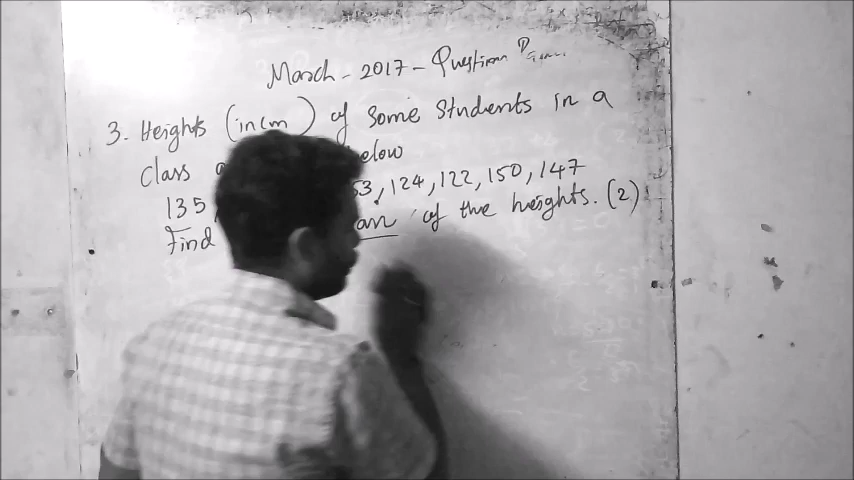 March - 2017 - Question
3. Heights (in cm) of some students in a
class elow
135 53, 124, 122, 150, 147
Find an of the heights. (2)